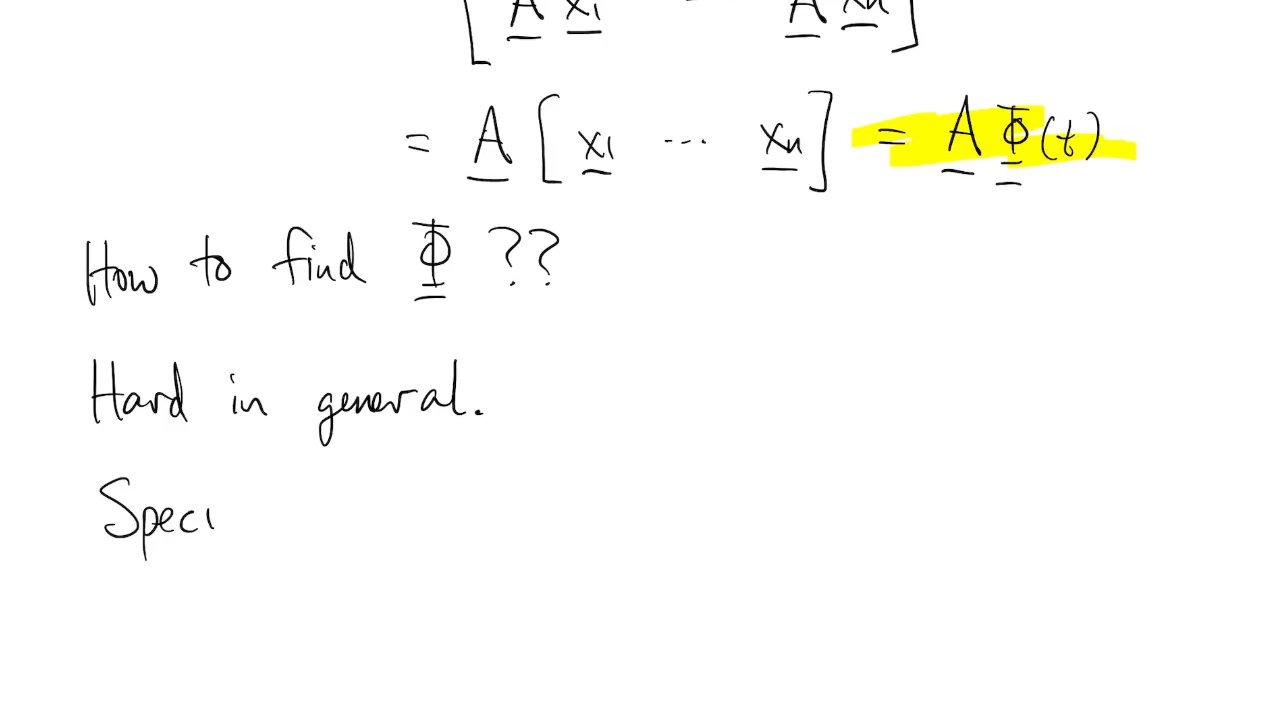 [ A x1 ... A xn ]
= A [ x1 ... xn ] = A Φ(t)
How to find Φ ??
Hard in general.
Speci